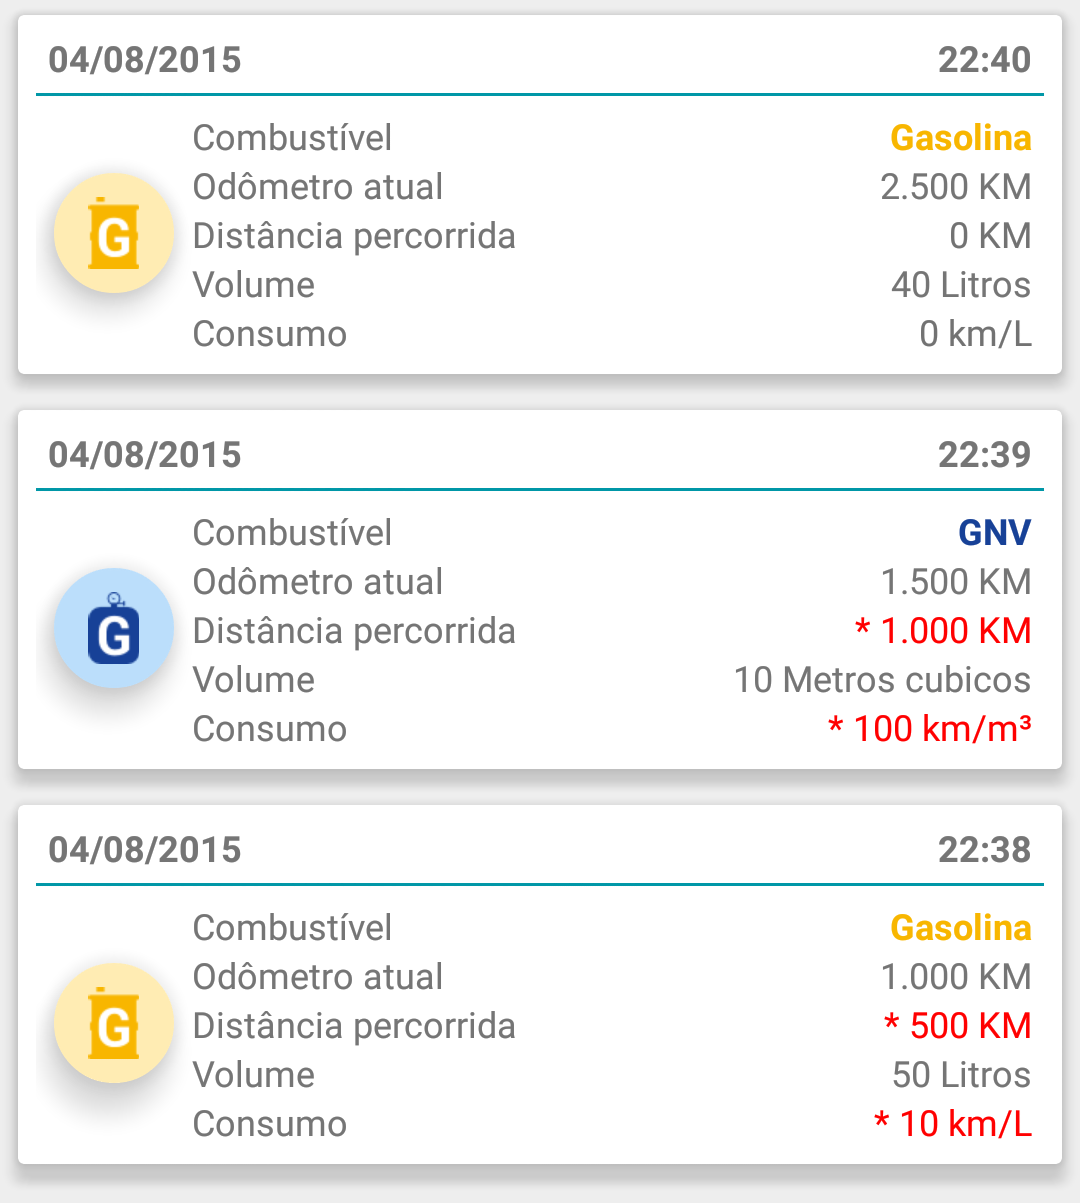 04/08/2015 22:40
Combustível Gasolina
Odômetro atual 2.500 KM
G
Distância percorrida 0 KM
Volume 40 Litros
Consumo 0 km/L
04/08/2015 22:39
Combustível GNV
Odômetro atual 1.500 KM
G
Distância percorrida * 1.000 KM
Volume 10 Metros cubicos
Consumo * 100 km/m³
04/08/2015 22:38
Combustível Gasolina
Odômetro atual 1.000 KM
G
Distância percorrida * 500 KM
Volume 50 Litros
Consumo * 10 km/L